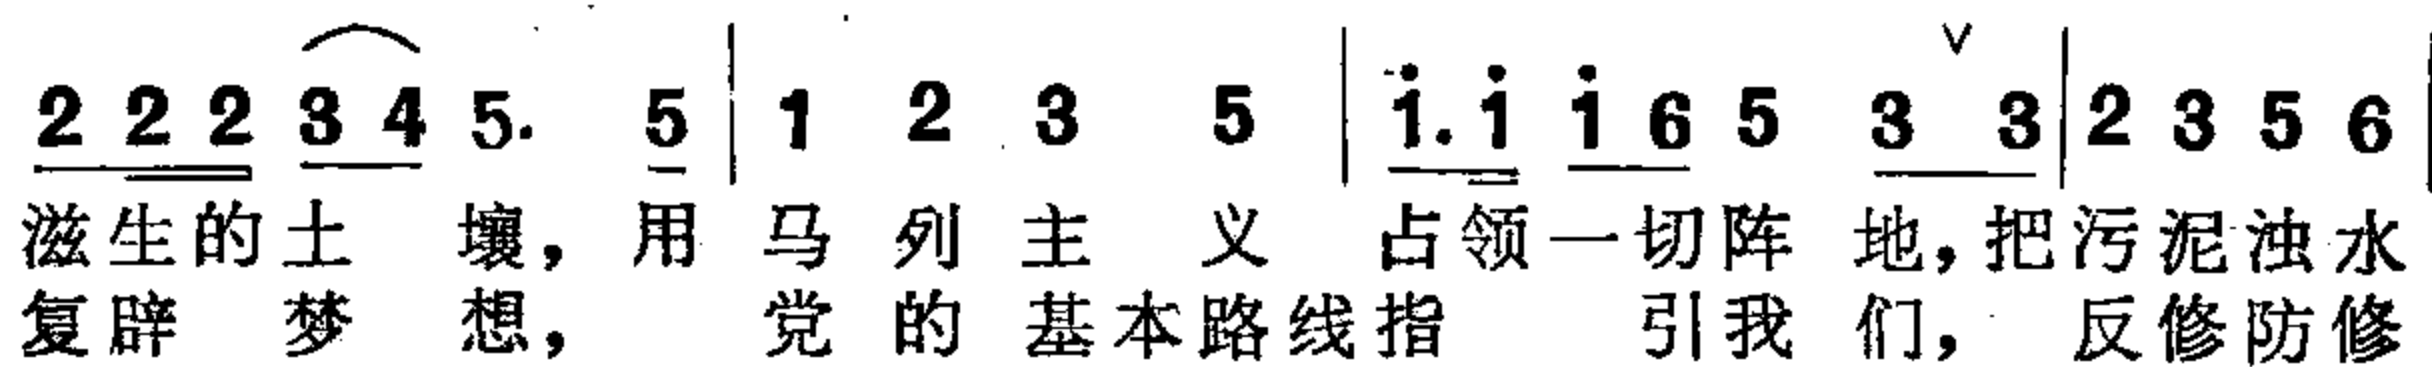 2 2 2 3 4 5. 5 | 1 2 3 5 | 1̇. 1̇ 1̇ 6 5 3 3 | 2 3 5 6 |
滋生的土 壤，用 马 列 主 义 占领一切阵 地，把污泥浊水
复辟 梦 想， 党 的 基本路线指 引我 们， 反修防修